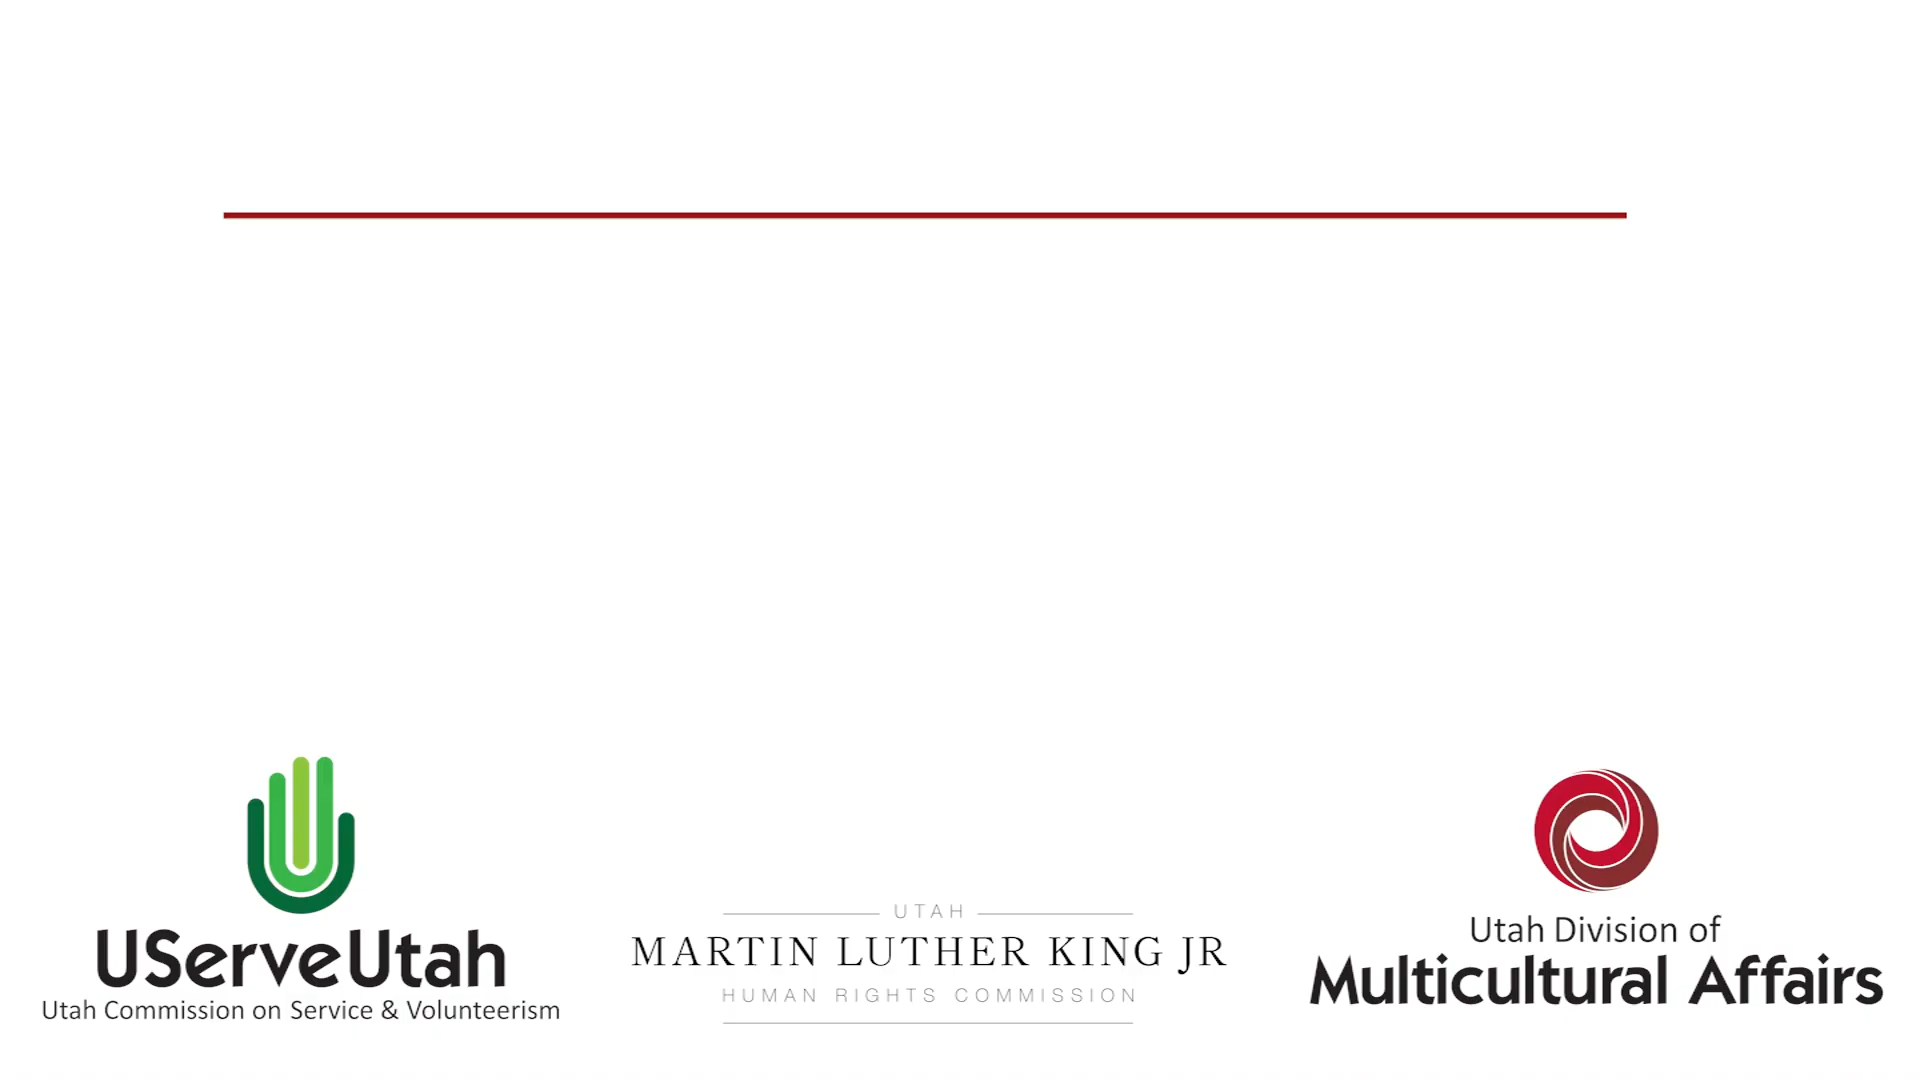 UServeUtah
Utah Commission on Service & Volunteerism
UTAH
MARTIN LUTHER KING JR
HUMAN RIGHTS COMMISSION
Utah Division of
Multicultural Affairs